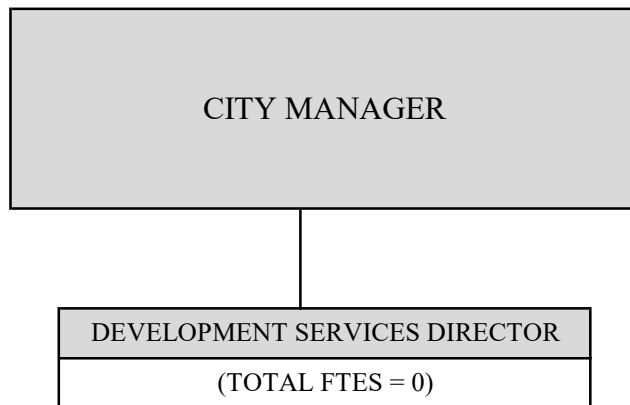 CITY MANAGER
DEVELOPMENT SERVICES DIRECTOR
(TOTAL FTES = 0)